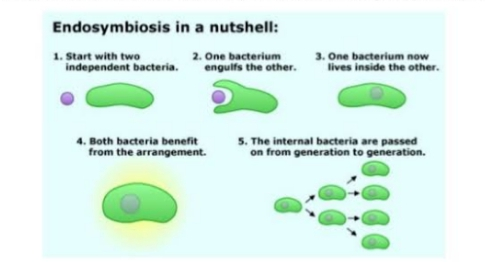 Endosymbiosis in a nutshell:
1. Start with two
independent bacteria.
2. One bacterium
engulfs the other.
3. One bacterium now
lives inside the other.
4. Both bacteria benefit
from the arrangement.
5. The internal bacteria are passed
on from generation to generation.